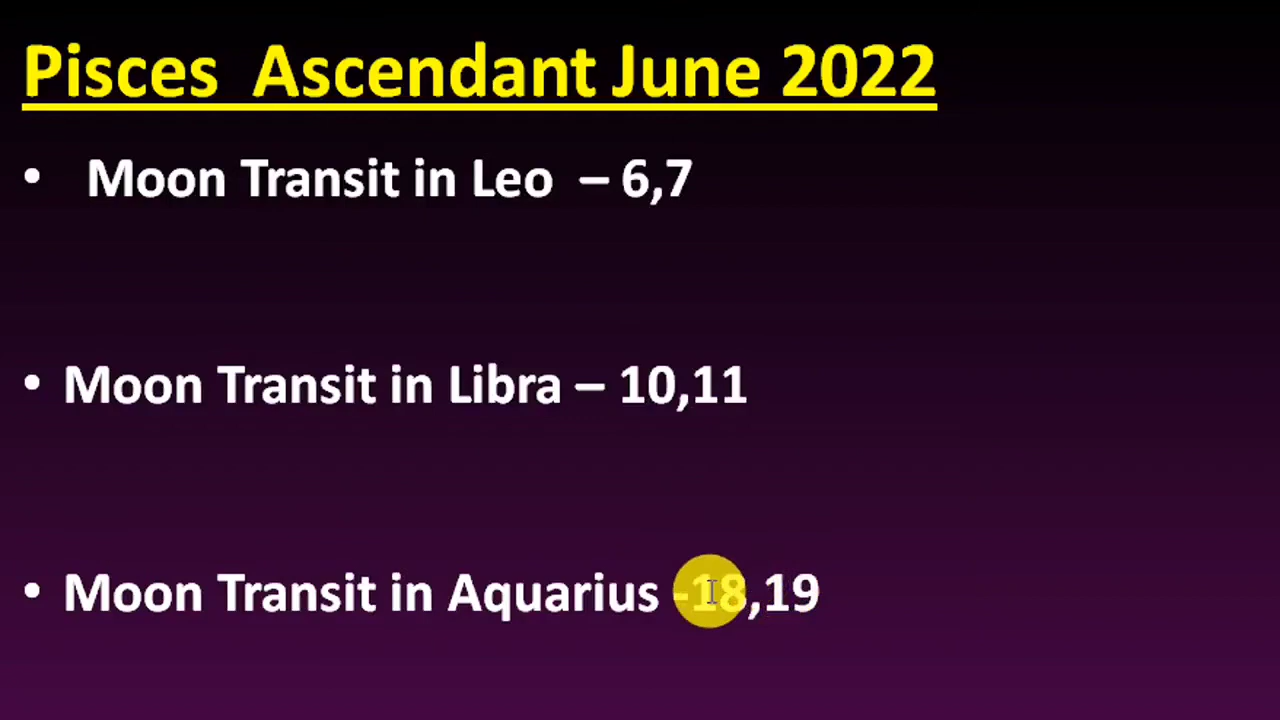 Pisces Ascendant June 2022
• Moon Transit in Leo – 6,7
• Moon Transit in Libra – 10,11
• Moon Transit in Aquarius -18,19